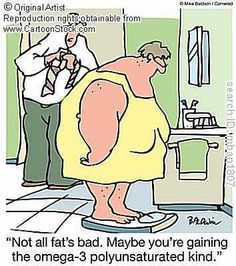 © Original Artist
Reproduction rights obtainable from
www.CartoonStock.com
© Mike Baldwin / Cornered
search ID: mban1807
"Not all fat's bad. Maybe you're gaining
the omega-3 polyunsaturated kind."